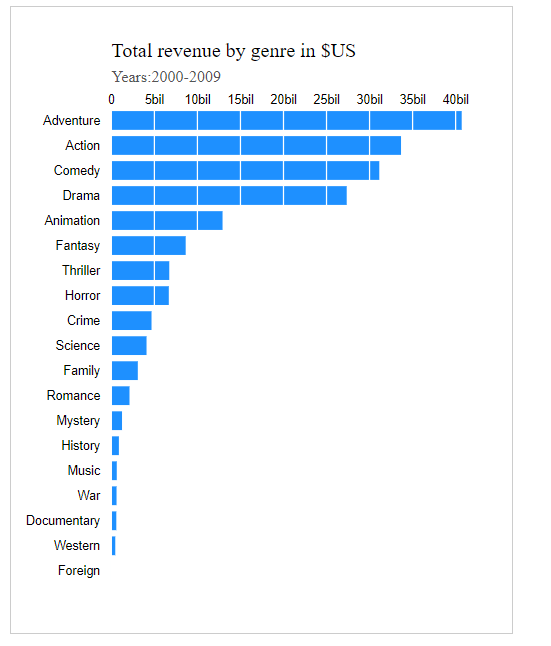 Total revenue by genre in $US
Years:2000-2009
0 5bil 10bil 15bil 20bil 25bil 30bil 35bil 40bil
Adventure
Action
Comedy
Drama
Animation
Fantasy
Thriller
Horror
Crime
Science
Family
Romance
Mystery
History
Music
War
Documentary
Western
Foreign